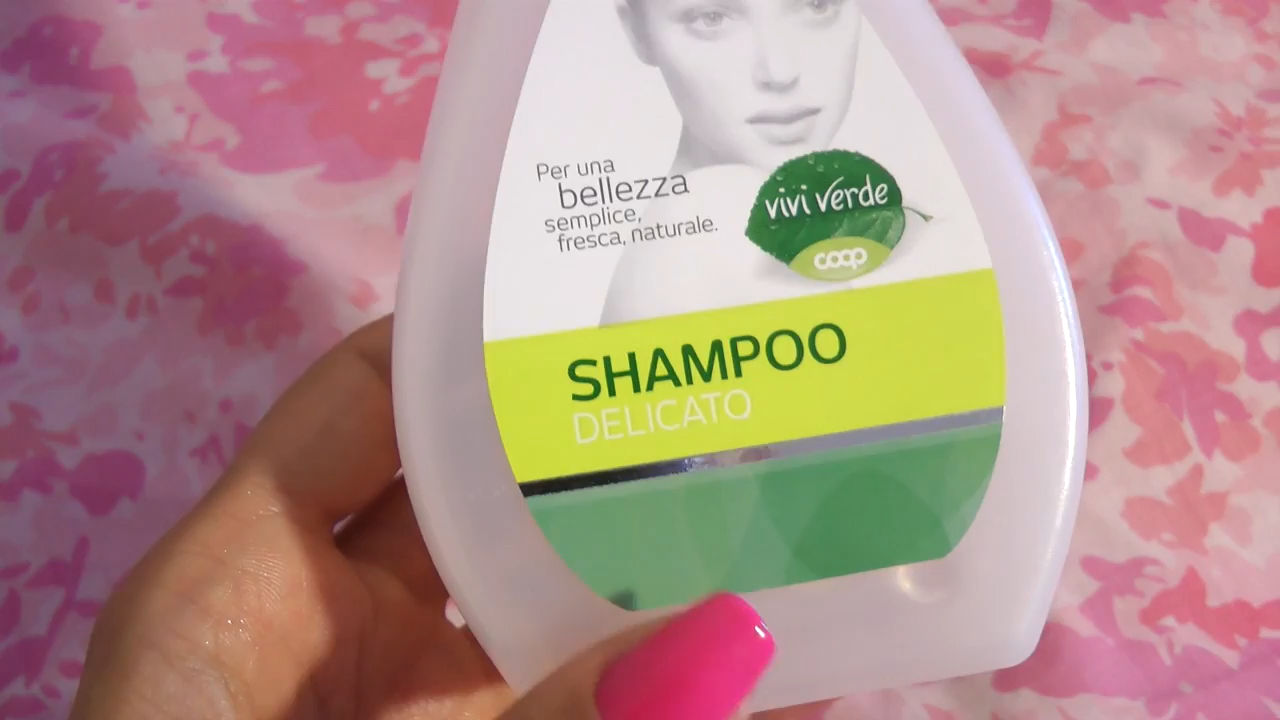 Per una
bellezza
semplice,
fresca, naturale.
vivi verde
coop
SHAMPOO
DELICATO